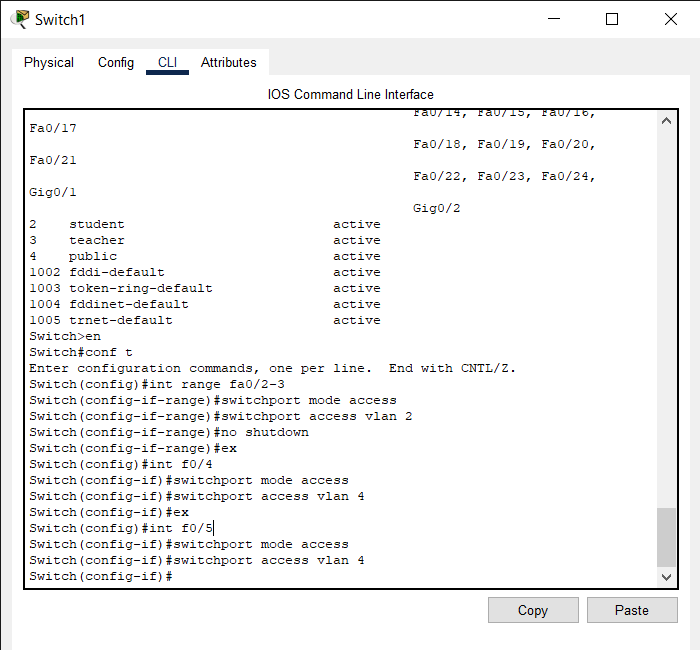 Switch1
Physical Config CLI Attributes
IOS Command Line Interface
Fa0/14, Fa0/15, Fa0/16,
Fa0/17
Fa0/18, Fa0/19, Fa0/20,
Fa0/21
Fa0/22, Fa0/23, Fa0/24,
Gig0/1
Gig0/2
2 student active
3 teacher active
4 public active
1002 fddi-default active
1003 token-ring-default active
1004 fddinet-default active
1005 trnet-default active
Switch>en
Switch#conf t
Enter configuration commands, one per line. End with CNTL/Z.
Switch(config)#int range fa0/2-3
Switch(config-if-range)#switchport mode access
Switch(config-if-range)#switchport access vlan 2
Switch(config-if-range)#no shutdown
Switch(config-if-range)#ex
Switch(config)#int f0/4
Switch(config-if)#switchport mode access
Switch(config-if)#switchport access vlan 4
Switch(config-if)#ex
Switch(config)#int f0/5
Switch(config-if)#switchport mode access
Switch(config-if)#switchport access vlan 4
Switch(config-if)#
Copy Paste